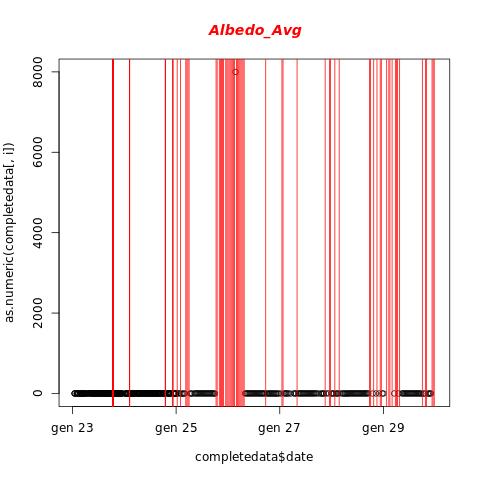 Albedo_Avg
as.numeric(completedata[, i])
8000
6000
4000
2000
0
gen 23
gen 25
gen 27
gen 29
completedata$date